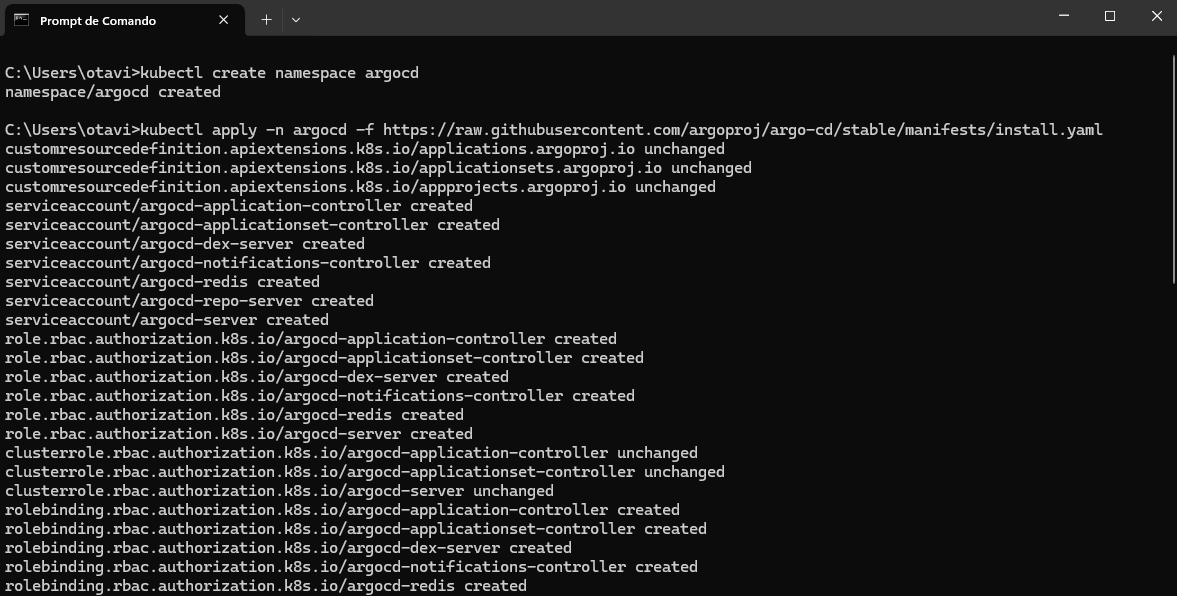 Prompt de Comando
C:\Users\otavi>kubectl create namespace argocd
namespace/argocd created
C:\Users\otavi>kubectl apply -n argocd -f https://raw.githubusercontent.com/argoproj/argo-cd/stable/manifests/install.yaml
customresourcedefinition.apiextensions.k8s.io/applications.argoproj.io unchanged
customresourcedefinition.apiextensions.k8s.io/applicationsets.argoproj.io unchanged
customresourcedefinition.apiextensions.k8s.io/appprojects.argoproj.io unchanged
serviceaccount/argocd-application-controller created
serviceaccount/argocd-applicationset-controller created
serviceaccount/argocd-dex-server created
serviceaccount/argocd-notifications-controller created
serviceaccount/argocd-redis created
serviceaccount/argocd-repo-server created
serviceaccount/argocd-server created
role.rbac.authorization.k8s.io/argocd-application-controller created
role.rbac.authorization.k8s.io/argocd-applicationset-controller created
role.rbac.authorization.k8s.io/argocd-dex-server created
role.rbac.authorization.k8s.io/argocd-notifications-controller created
role.rbac.authorization.k8s.io/argocd-redis created
role.rbac.authorization.k8s.io/argocd-server created
clusterrole.rbac.authorization.k8s.io/argocd-application-controller unchanged
clusterrole.rbac.authorization.k8s.io/argocd-applicationset-controller unchanged
clusterrole.rbac.authorization.k8s.io/argocd-server unchanged
rolebinding.rbac.authorization.k8s.io/argocd-application-controller created
rolebinding.rbac.authorization.k8s.io/argocd-applicationset-controller created
rolebinding.rbac.authorization.k8s.io/argocd-dex-server created
rolebinding.rbac.authorization.k8s.io/argocd-notifications-controller created
rolebinding.rbac.authorization.k8s.io/argocd-redis created